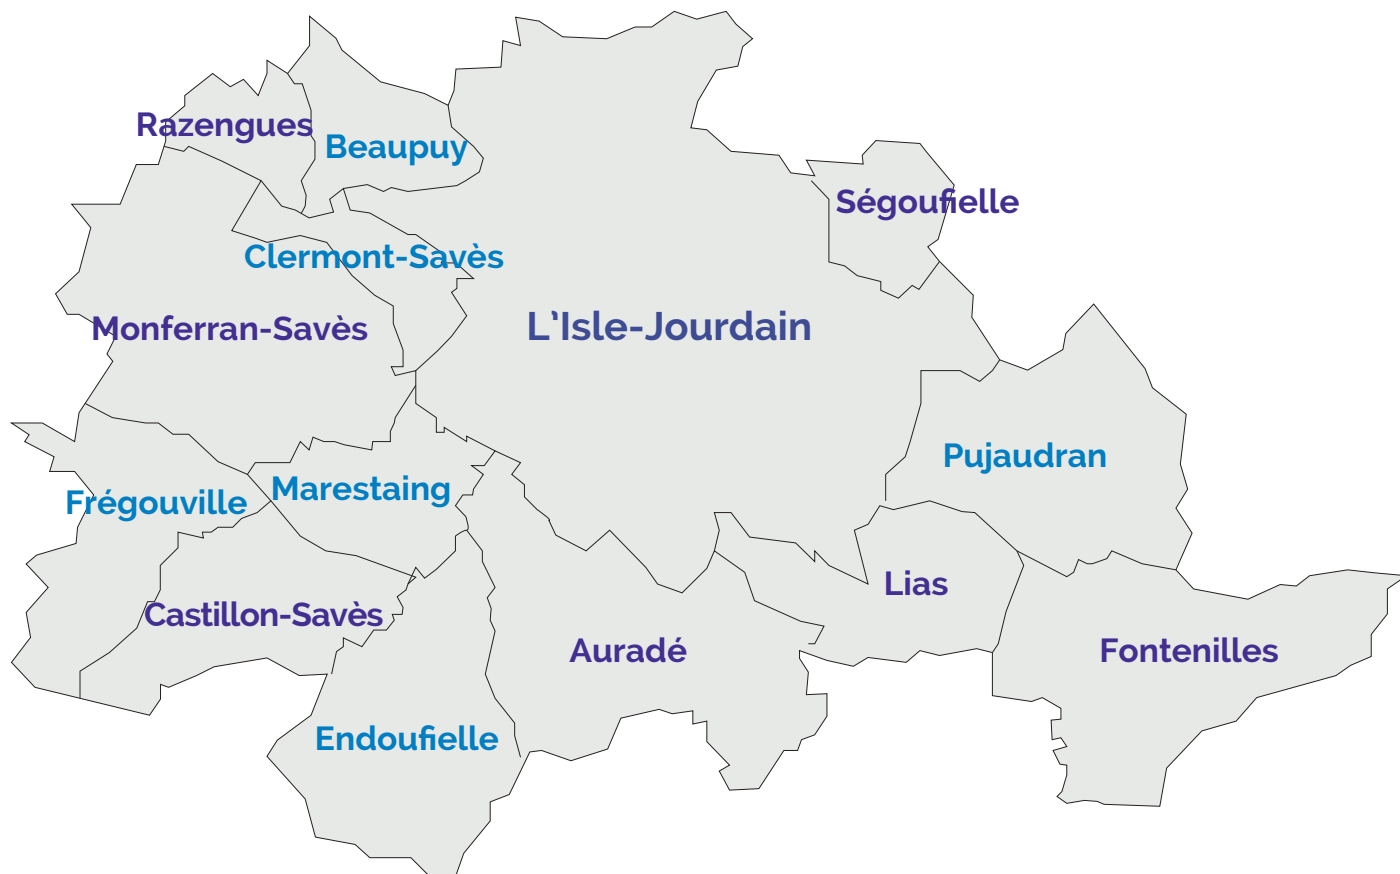 Razengues
Beaupuy
Ségoufielle
Clermont-Savès
Monferran-Savès
L'Isle-Jourdain
Pujaudran
Marestaing
Frégouville
Lias
Castillon-Savès
Auradé
Fontenilles
Endoufielle